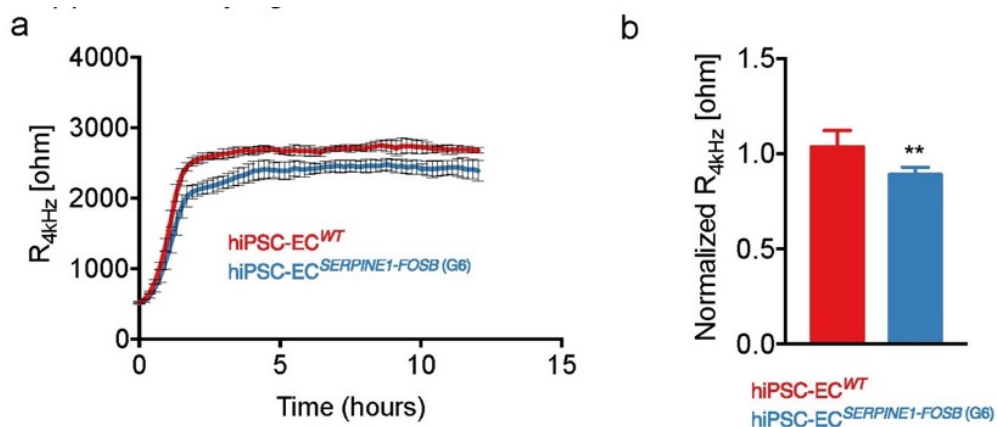 a
4000
3000
2000
1000
0
R4kHz [ohm]
0
5
10
15
Time (hours)
hiPSC-ECWT
hiPSC-ECSERPINE1-FOSB (G6)
b
1.5
1.0
0.5
0.0
Normalized R4kHz [ohm]
**
hiPSC-ECWT
hiPSC-ECSERPINE1-FOSB (G6)